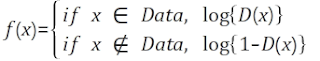 f(x)={if x ∈ Data, log{D(x)}
if x ∉ Data, log{1-D(x)}